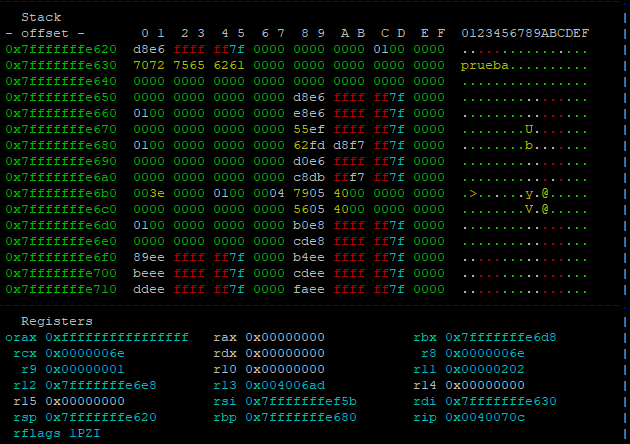 Stack
- offset -       0 1  2 3  4 5  6 7  8 9  A B  C D  E F  0123456789ABCDEF
0x7fffffffe620  d8e6 ffff ff7f 0000 0000 0000 0100 0000  ................
0x7fffffffe630  7072 7565 6261 0000 0000 0000 0000 0000  prueba..........
0x7fffffffe640  0000 0000 0000 0000 0000 0000 0000 0000  ................
0x7fffffffe650  0000 0000 0000 0000 d8e6 ffff ff7f 0000  ................
0x7fffffffe660  0100 0000 0000 0000 e8e6 ffff ff7f 0000  ................
0x7fffffffe670  0000 0000 0000 0000 55ef ffff ff7f 0000  ........U.......
0x7fffffffe680  0100 0000 0000 0000 62fd d8f7 ff7f 0000  ........b.......
0x7fffffffe690  0000 0000 0000 0000 d0e6 ffff ff7f 0000  ................
0x7fffffffe6a0  0000 0000 0000 0000 c8db fff7 ff7f 0000  ................
0x7fffffffe6b0  003e 0000 0100 0004 7905 4000 0000 0000  .>......y.@.....
0x7fffffffe6c0  0000 0000 0000 0000 5605 4000 0000 0000  ........V.@.....
0x7fffffffe6d0  0100 0000 0000 0000 b0e8 ffff ff7f 0000  ................
0x7fffffffe6e0  0000 0000 0000 0000 cde8 ffff ff7f 0000  ................
0x7fffffffe6f0  89ee ffff ff7f 0000 b4ee ffff ff7f 0000  ................
0x7fffffffe700  beee ffff ff7f 0000 cdee ffff ff7f 0000  ................
0x7fffffffe710  ddee ffff ff7f 0000 faee ffff ff7f 0000  ................
Registers
orax 0xffffffffffffffff  rax 0x00000000  rbx 0x7fffffffe6d8
rcx 0x0000006e  rdx 0x00000000  r8 0x0000006e
r9 0x00000001  r10 0x00000000  r11 0x00000202
r12 0x7fffffffe6e8  r13 0x004006ad  r14 0x00000000
r15 0x00000000  rsi 0x7fffffffef5b  rdi 0x7fffffffe630
rsp 0x7fffffffe620  rbp 0x7fffffffe680  rip 0x0040070c
rflags 1PZI